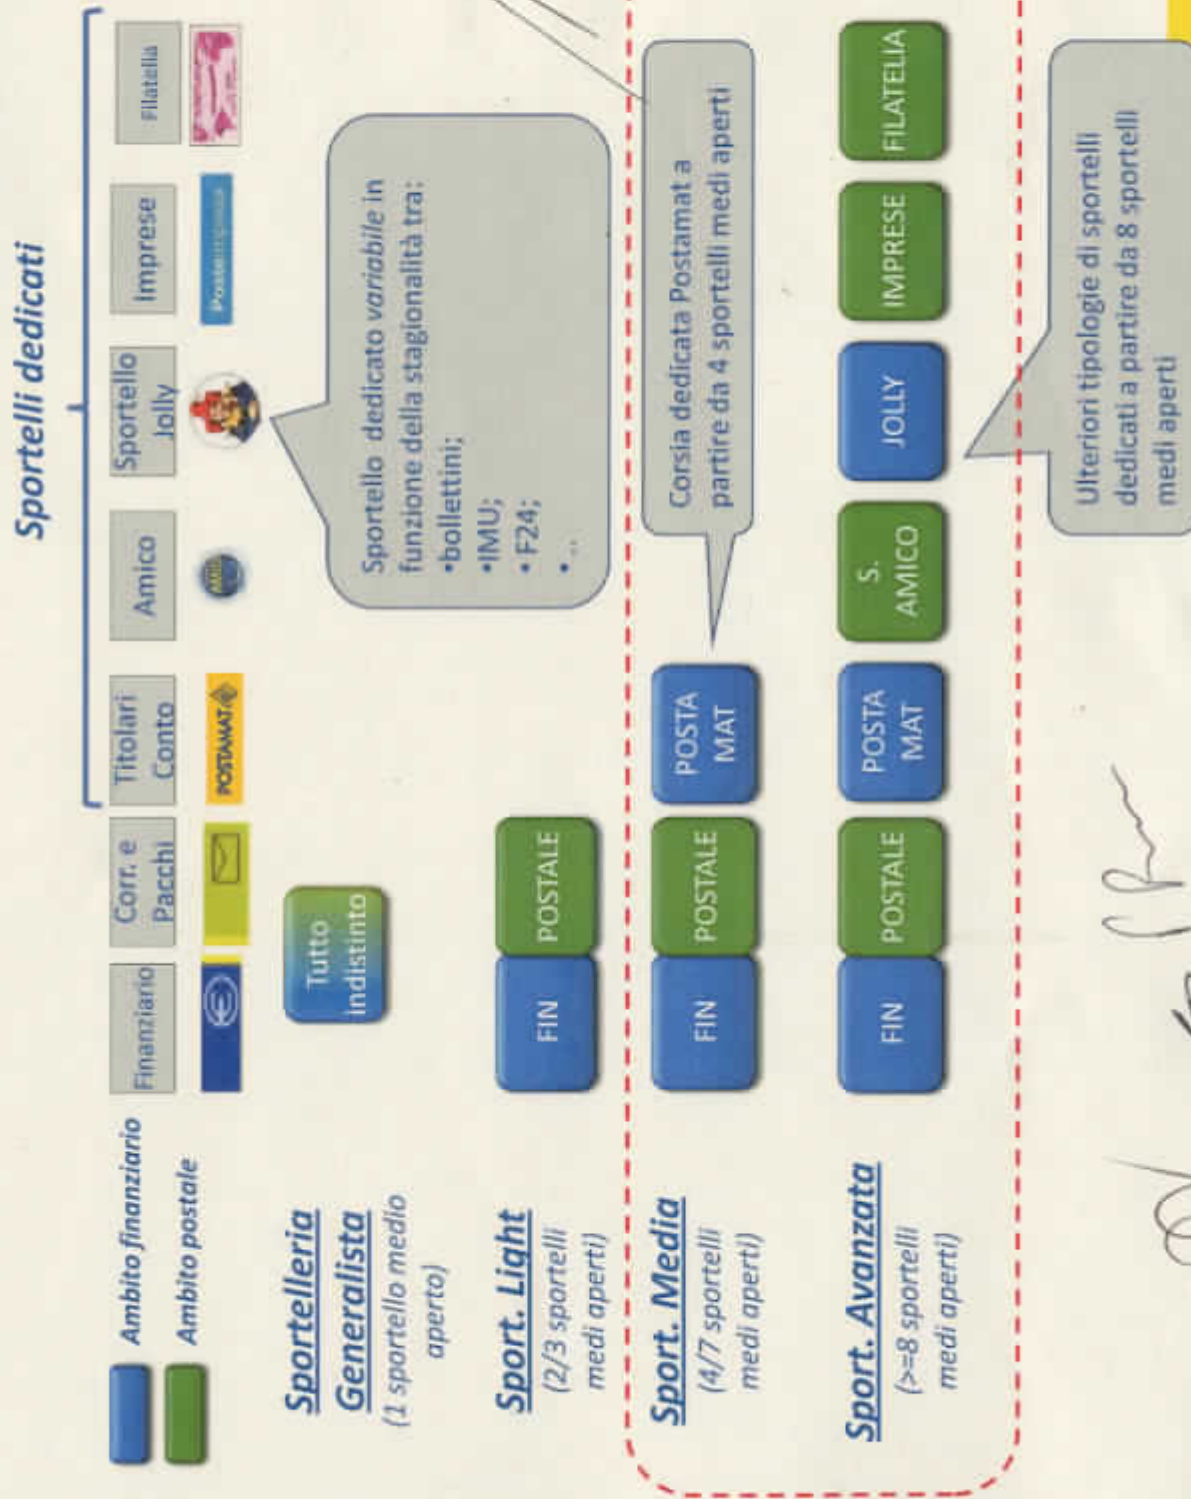 Sportelli dedicati
Finanziario
Corr. e
Pacchi
Titolari
Conto
Amico
Sportello
Jolly
Imprese
Filatelia
POSTAMAT
Ambito finanziario
Ambito postale
Sportelleria
Generalista
(1 sportello medio
aperto)
Tutto
indistinto
Sportello dedicato variabile in
funzione della stagionalità tra:
•bollettini;
•IMU;
• F24;
•...
Sport. Light
(2/3 sportelli
medi aperti)
FIN
POSTALE
Sport. Media
(4/7 sportelli
medi aperti)
FIN
POSTALE
POSTA
MAT
Corsia dedicata Postamat a
partire da 4 sportelli medi aperti
Sport. Avanzata
(>=8 sportelli
medi aperti)
FIN
POSTALE
POSTA
MAT
S.
AMICO
JOLLY
IMPRESE
FILATELIA
Ulteriori tipologie di sportelli
dedicati a partire da 8 sportelli
medi aperti